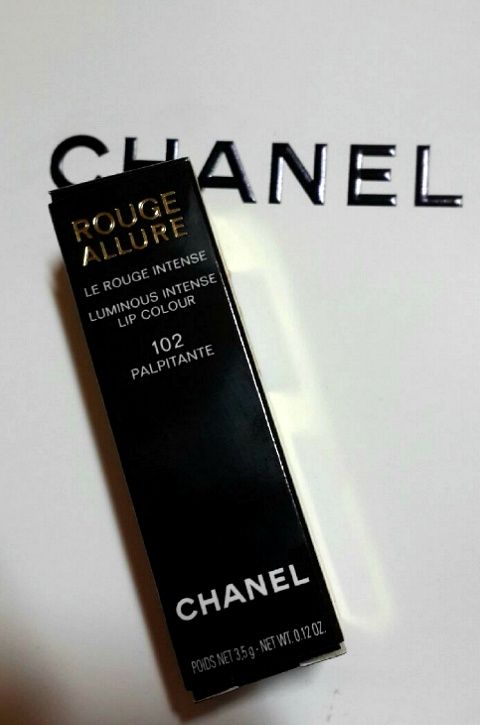 CHANEL
ROUGE
ALLURE
LE ROUGE INTENSE
LUMINOUS INTENSE
LIP COLOUR
102
PALPITANTE
CHANEL
POIDS NET 3,5 g - NET WT. 0.12 OZ.